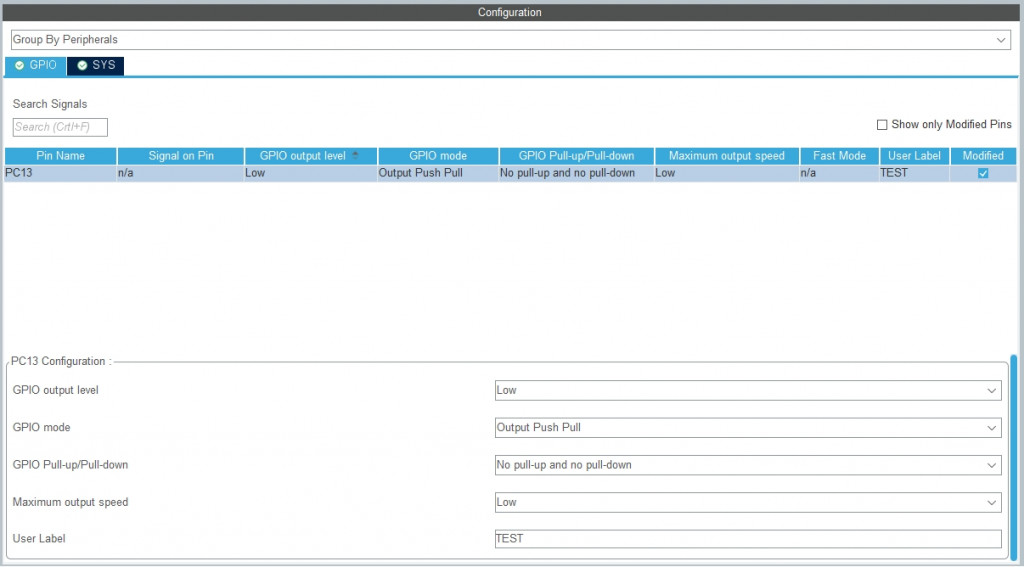 Configuration
Group By Peripherals
GPIO SYS
Search Signals
Search (Crtl+F)
Show only Modified Pins
Pin Name Signal on Pin GPIO output level GPIO mode GPIO Pull-up/Pull-down Maximum output speed Fast Mode User Label Modified
PC13 n/a Low Output Push Pull No pull-up and no pull-down Low n/a TEST
PC13 Configuration :
GPIO output level Low
GPIO mode Output Push Pull
GPIO Pull-up/Pull-down No pull-up and no pull-down
Maximum output speed Low
User Label TEST